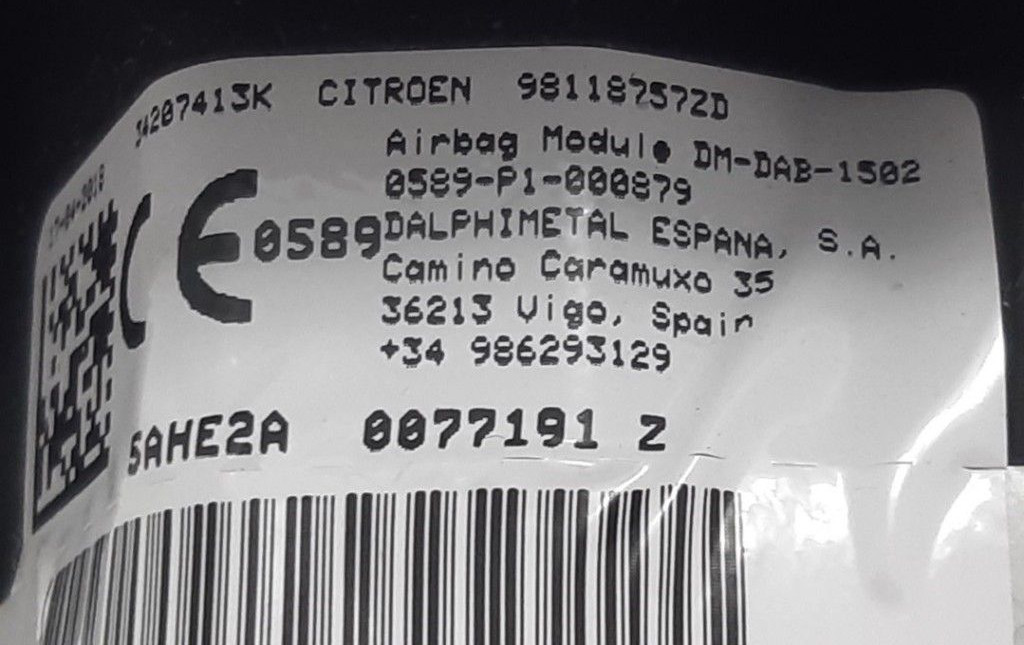 34207413K CITROEN 981187572D
Airbag Module DM-DAB-1502
0589-P1-000879
CE 0589 DALPHIMETAL ESPANA, S.A.
Camino Caramuxo 35
36213 Vigo, Spain
+34 986293129
5AHE2A 0077191 Z